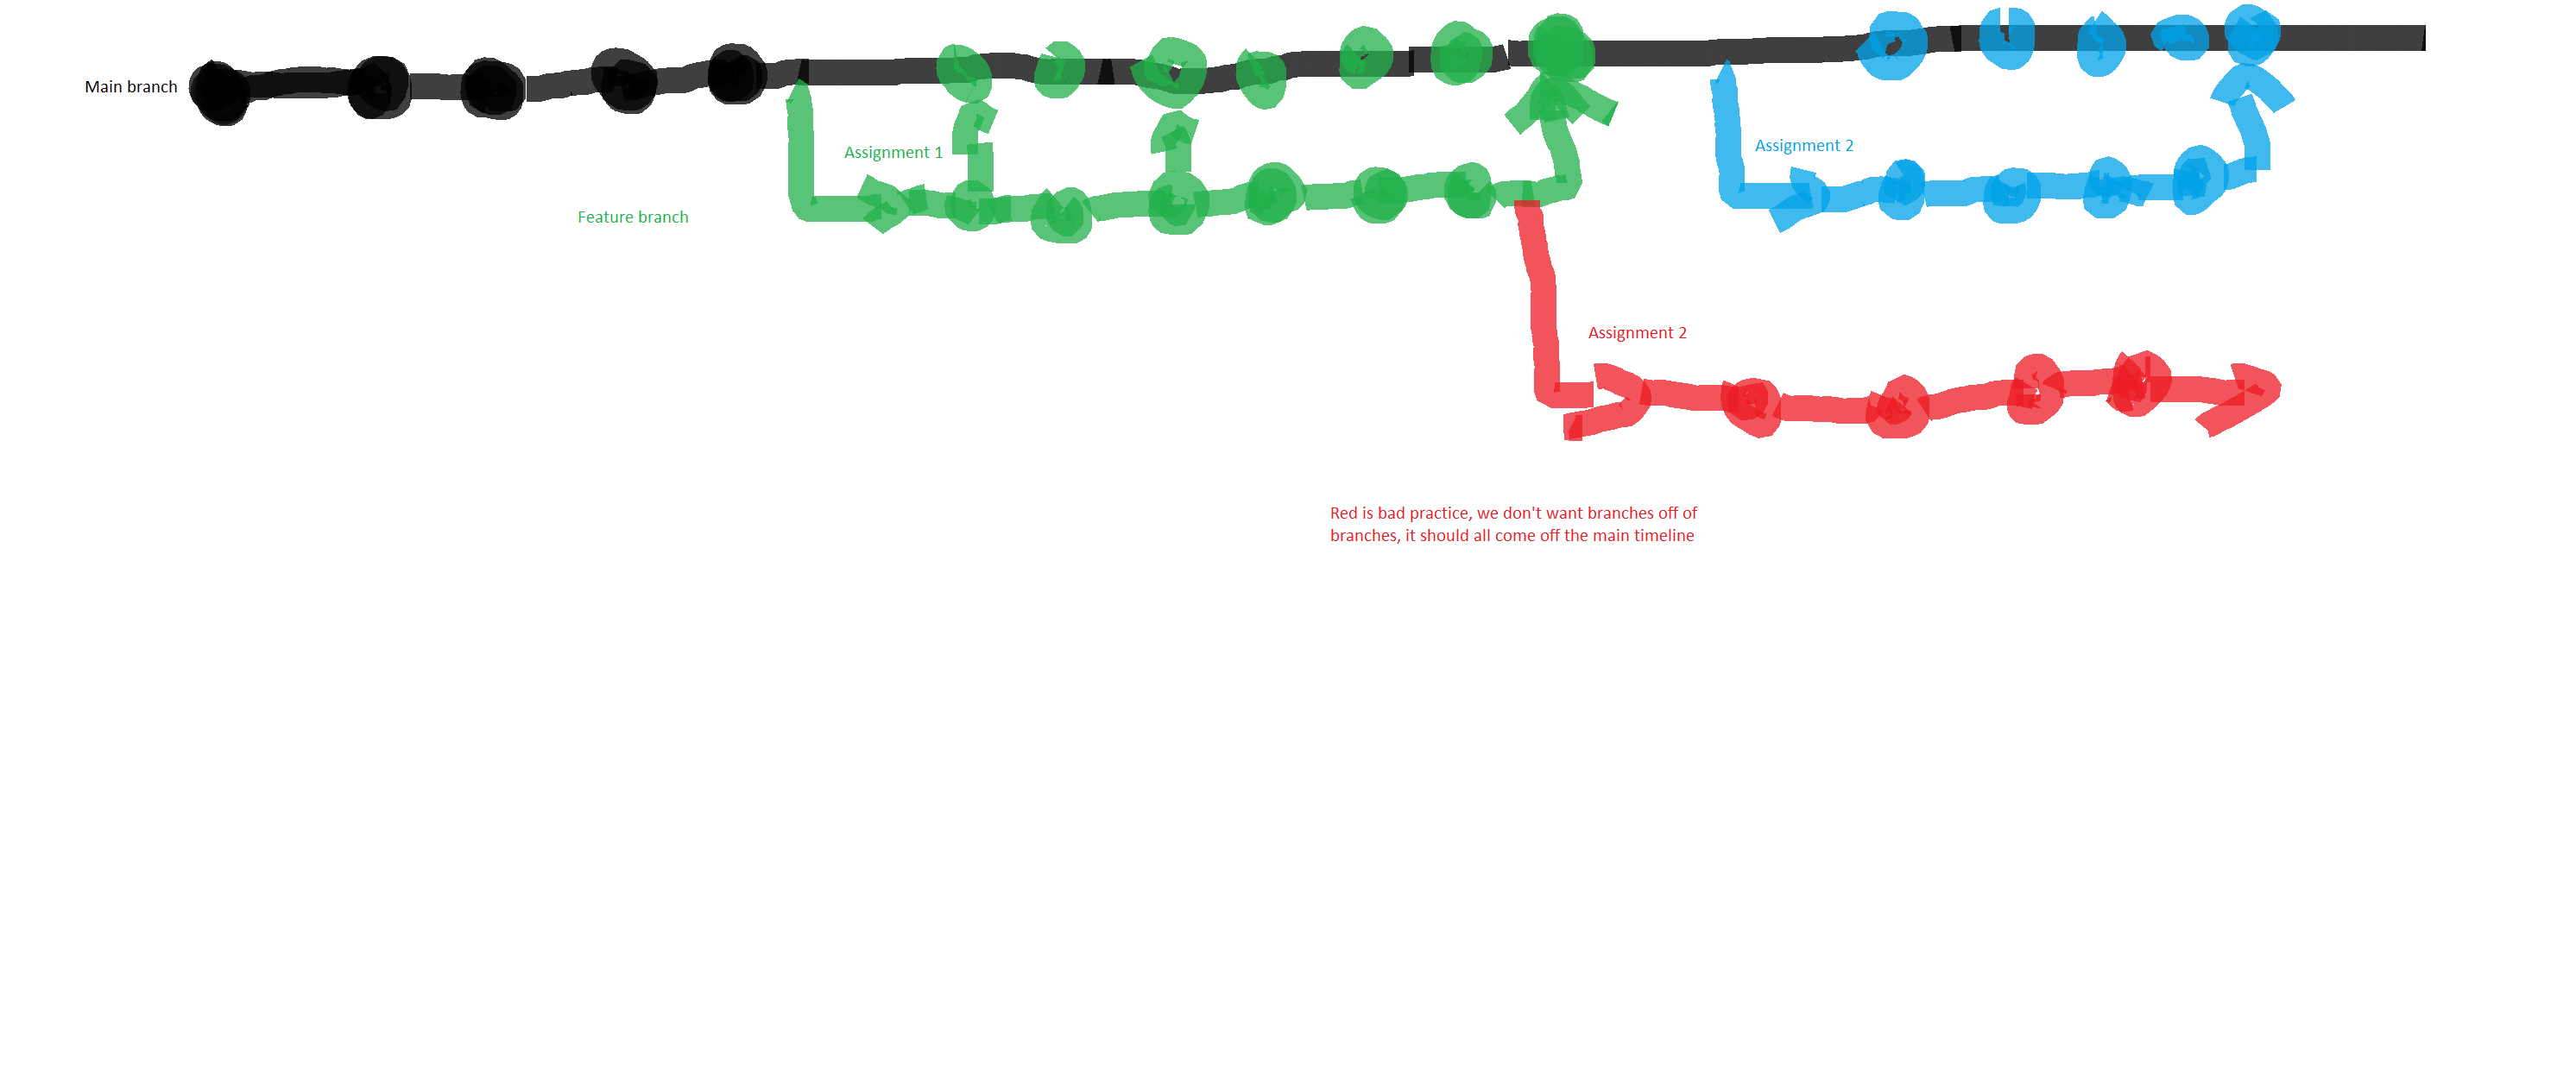 Main branch
Assignment 1
Assignment 2
Feature branch
Assignment 2
Red is bad practice, we don't want branches off of
branches, it should all come off the main timeline